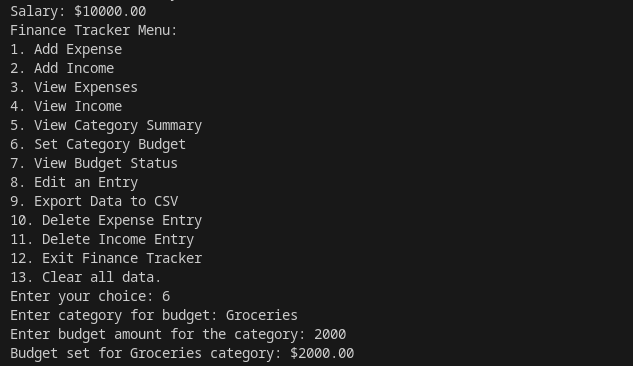 Salary: $10000.00
Finance Tracker Menu:
1. Add Expense
2. Add Income
3. View Expenses
4. View Income
5. View Category Summary
6. Set Category Budget
7. View Budget Status
8. Edit an Entry
9. Export Data to CSV
10. Delete Expense Entry
11. Delete Income Entry
12. Exit Finance Tracker
13. Clear all data.
Enter your choice: 6
Enter category for budget: Groceries
Enter budget amount for the category: 2000
Budget set for Groceries category: $2000.00